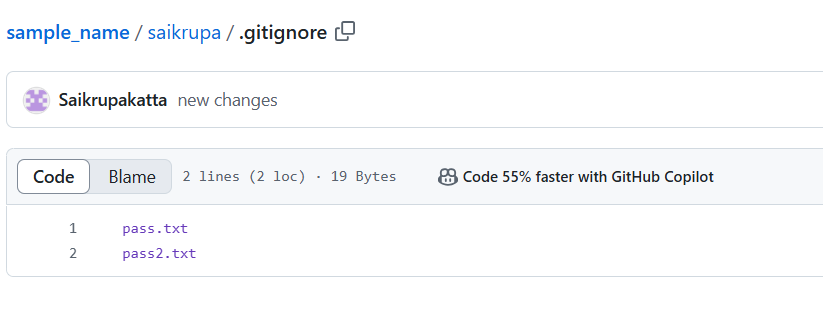 sample_name / saikrupa / .gitignore
Saikrupakatta new changes
Code Blame 2 lines (2 loc) · 19 Bytes Code 55% faster with GitHub Copilot
1 pass.txt
2 pass2.txt